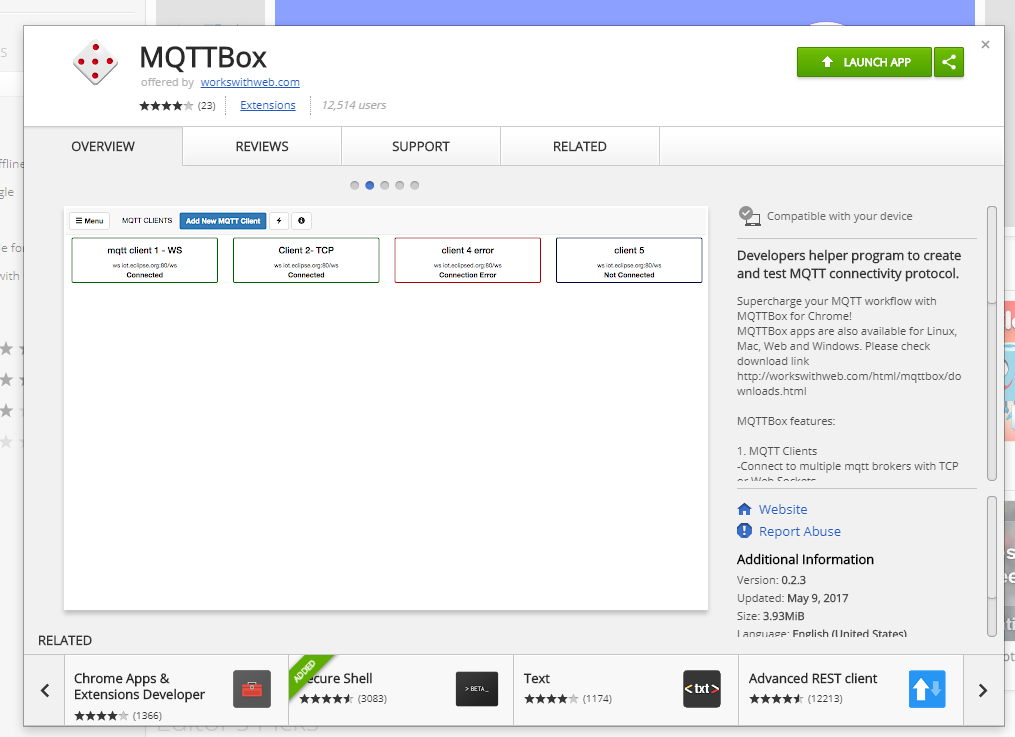 MQTTBox
offered by workswithweb.com
(23) Extensions 12,514 users
LAUNCH APP
OVERVIEW REVIEWS SUPPORT RELATED
Menu MQTT CLIENTS Add New MQTT Client
mqtt client 1 - WS
ws iot.eclipse.org:80/ws
Connected
Client 2- TCP
ws iot.eclipse.org:80/ws
Connected
client 4 error
ws iot.eclipsed.org:80/ws
Connection Error
client 5
ws iot.eclipse.org:80/ws
Not Connected
Compatible with your device
Developers helper program to create
and test MQTT connectivity protocol.
Supercharge your MQTT workflow with
MQTTBox for Chrome!
MQTTBox apps are also available for Linux,
Mac, Web and Windows. Please check
download link
http://workswithweb.com/html/mqttbox/do
wnloads.html
MQTTBox features:
1. MQTT Clients
-Connect to multiple mqtt brokers with TCP
or Web Sockets
Website
Report Abuse
Additional Information
Version: 0.2.3
Updated: May 9, 2017
Size: 3.93MiB
Language: English (United States)
RELATED
Chrome Apps &
Extensions Developer
(1366)
ADDED
ecure Shell
(3083)
> BETA_
Text
(1174)
<txt>
Advanced REST client
(12213)
Editor's Picks